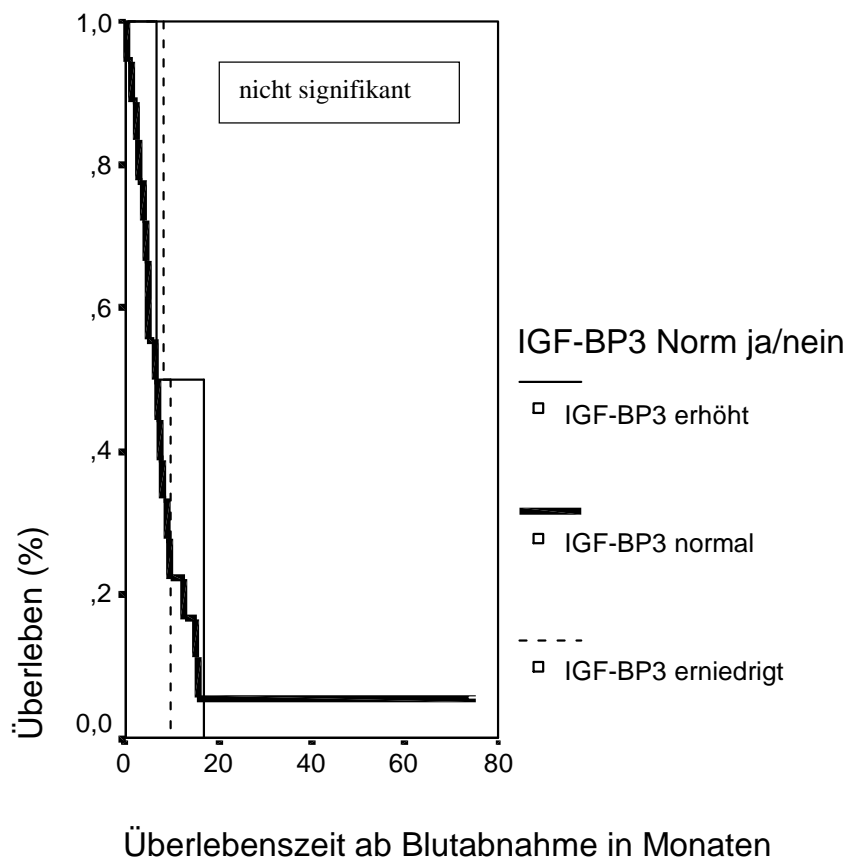 1,0
nicht signifikant
,8
,6
IGF-BP3 Norm ja/nein
IGF-BP3 erhöht
,4
IGF-BP3 normal
,2
IGF-BP3 erniedrigt
Überleben (%)
0,0
0 20 40 60 80
Überlebenszeit ab Blutabnahme in Monaten